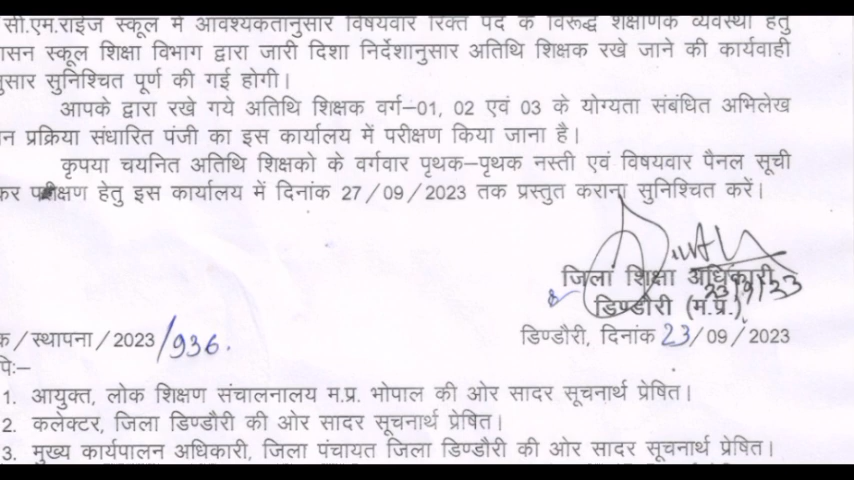 सी.एम.राईज स्कूल में आवश्यकतानुसार विषयवार रिक्त पद के विरूद्ध शैक्षणिक व्यवस्था हेतु
ासन स्कूल शिक्षा विभाग द्वारा जारी दिशा निर्देशानुसार अतिथि शिक्षक रखे जाने की कार्यवाही
नुसार सुनिश्चित पूर्ण की गई होगी।
आपके द्वारा रखे गये अतिथि शिक्षक वर्ग–01, 02 एवं 03 के योग्यता संबंधित अभिलेख
न प्रक्रिया संधारित पंजी का इस कार्यालय में परीक्षण किया जाना है।
कृपया चयनित अतिथि शिक्षको के वर्गवार पृथक–पृथक नस्ती एवं विषयवार पैनल सूची
कर परीक्षण हेतु इस कार्यालय में दिनांक 27/09/2023 तक प्रस्तुत कराना सुनिश्चित करें।
जिला शिक्षा अधिकारी
23/9/23
डिण्डौरी (म.प्र.)
क/स्थापना/2023/936.
डिण्डौरी, दिनांक 23/09/2023
पिः–
1. आयुक्त, लोक शिक्षण संचालनालय म.प्र. भोपाल की ओर सादर सूचनार्थ प्रेषित।
2. कलेक्टर, जिला डिण्डौरी की ओर सादर सूचनार्थ प्रेषित।
3. मुख्य कार्यपालन अधिकारी, जिला पंचायत जिला डिण्डौरी की ओर सादर सूचनार्थ प्रेषित।